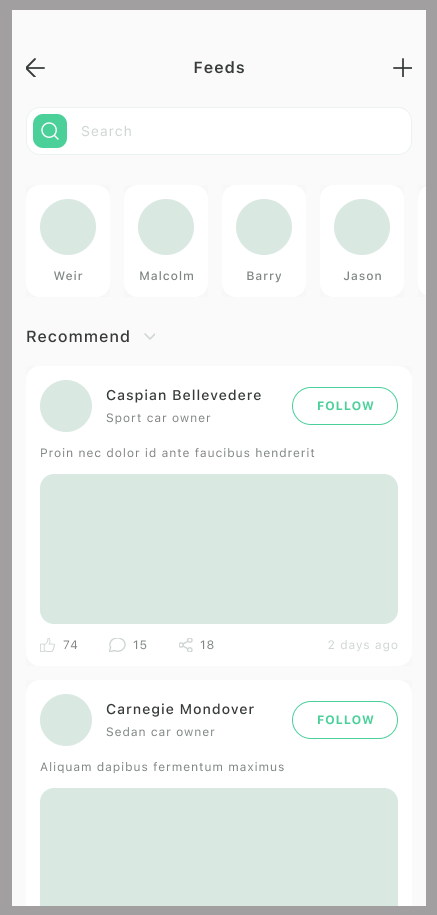 Feeds
Search
Weir Malcolm Barry Jason
Recommend
Caspian Bellevedere
Sport car owner
FOLLOW
Proin nec dolor id ante faucibus hendrerit
74 15 18 2 days ago
Carnegie Mondover
Sedan car owner
FOLLOW
Aliquam dapibus fermentum maximus